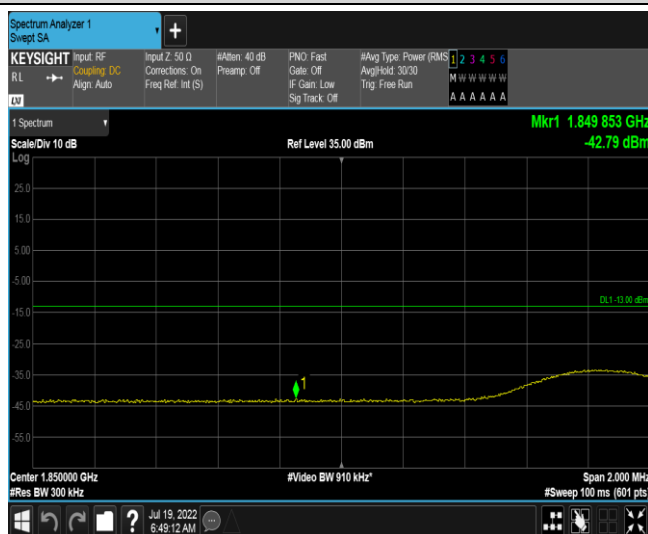 Spectrum Analyzer 1
Swept SA
+
KEYSIGHT
RL
LXI
Input: RF
Coupling: DC
Align: Auto
Input Z: 50 Ω
Corrections: On
Freq Ref: Int (S)
#Atten: 40 dB
Preamp: Off
PNO: Fast
Gate: Off
IF Gain: Low
Sig Track: Off
#Avg Type: Power (RMS
Avg|Hold: 30/30
Trig: Free Run
1 2 3 4 5 6
M W W W W W
A A A A A A
1 Spectrum
Scale/Div 10 dB
Ref Level 35.00 dBm
Mkr1 1.849 853 GHz
-42.79 dBm
Log
25.0
15.0
5.00
-5.00
DL1 -13.00 dBm
-15.0
-25.0
-35.0
1
-45.0
-55.0
Center 1.850000 GHz
#Video BW 910 kHz*
Span 2.000 MHz
#Res BW 300 kHz
#Sweep 100 ms (601 pts)
?
Jul 19, 2022
6:49:12 AM